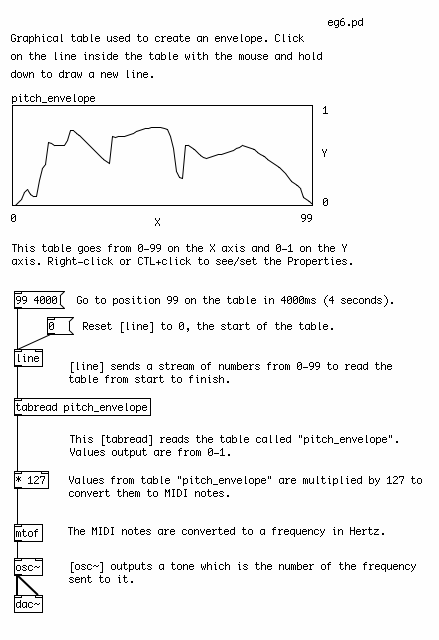 eg6.pd
Graphical table used to create an envelope. Click
on the line inside the table with the mouse and hold
down to draw a new line.
pitch_envelope
1
Y
0
0
X
99
This table goes from 0-99 on the X axis and 0-1 on the Y
axis. Right-click or CTL+click to see/set the Properties.
99 4000
Go to position 99 on the table in 4000ms (4 seconds).
0
Reset [line] to 0, the start of the table.
line
[line] sends a stream of numbers from 0-99 to read the
table from start to finish.
tabread pitch_envelope
This [tabread] reads the table called "pitch_envelope".
Values output are from 0-1.
* 127
Values from table "pitch_envelope" are multiplied by 127 to
convert them to MIDI notes.
mtof
The MIDI notes are converted to a frequency in Hertz.
osc~
[osc~] outputs a tone which is the number of the frequency
sent to it.
dac~